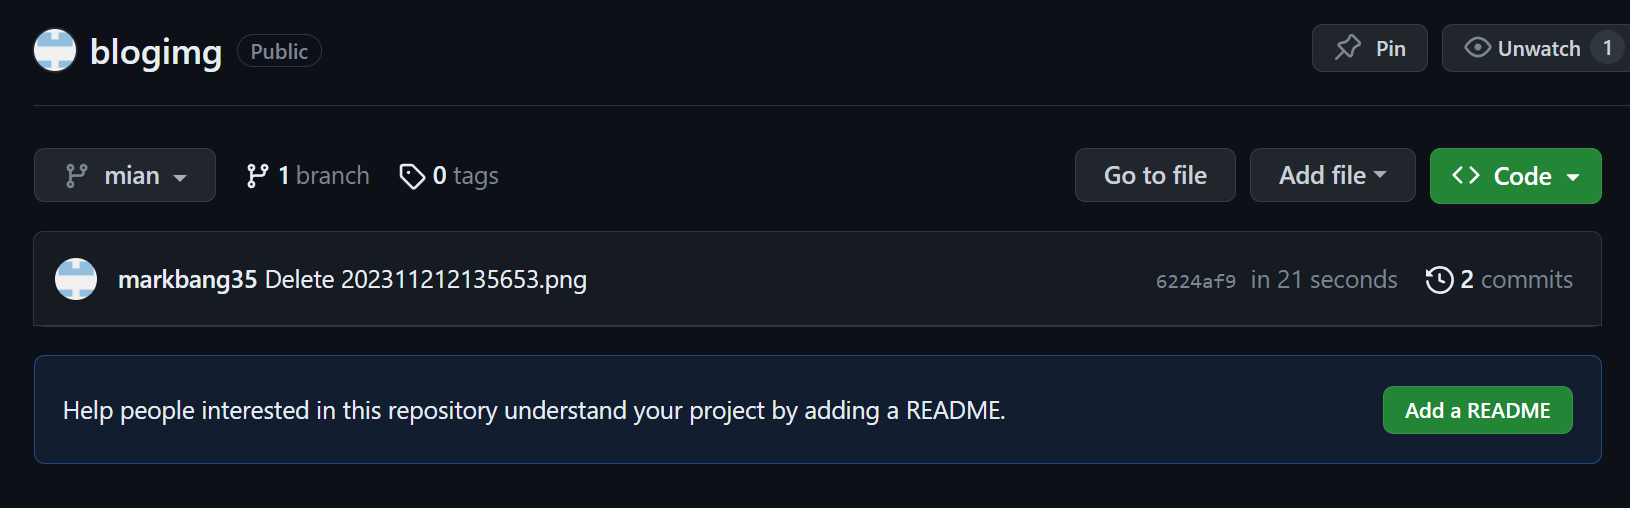 blogimg Public Pin Unwatch 1
mian 1 branch 0 tags Go to file Add file Code
markbang35 Delete 202311212135653.png 6224af9 in 21 seconds 2 commits
Help people interested in this repository understand your project by adding a README. Add a README